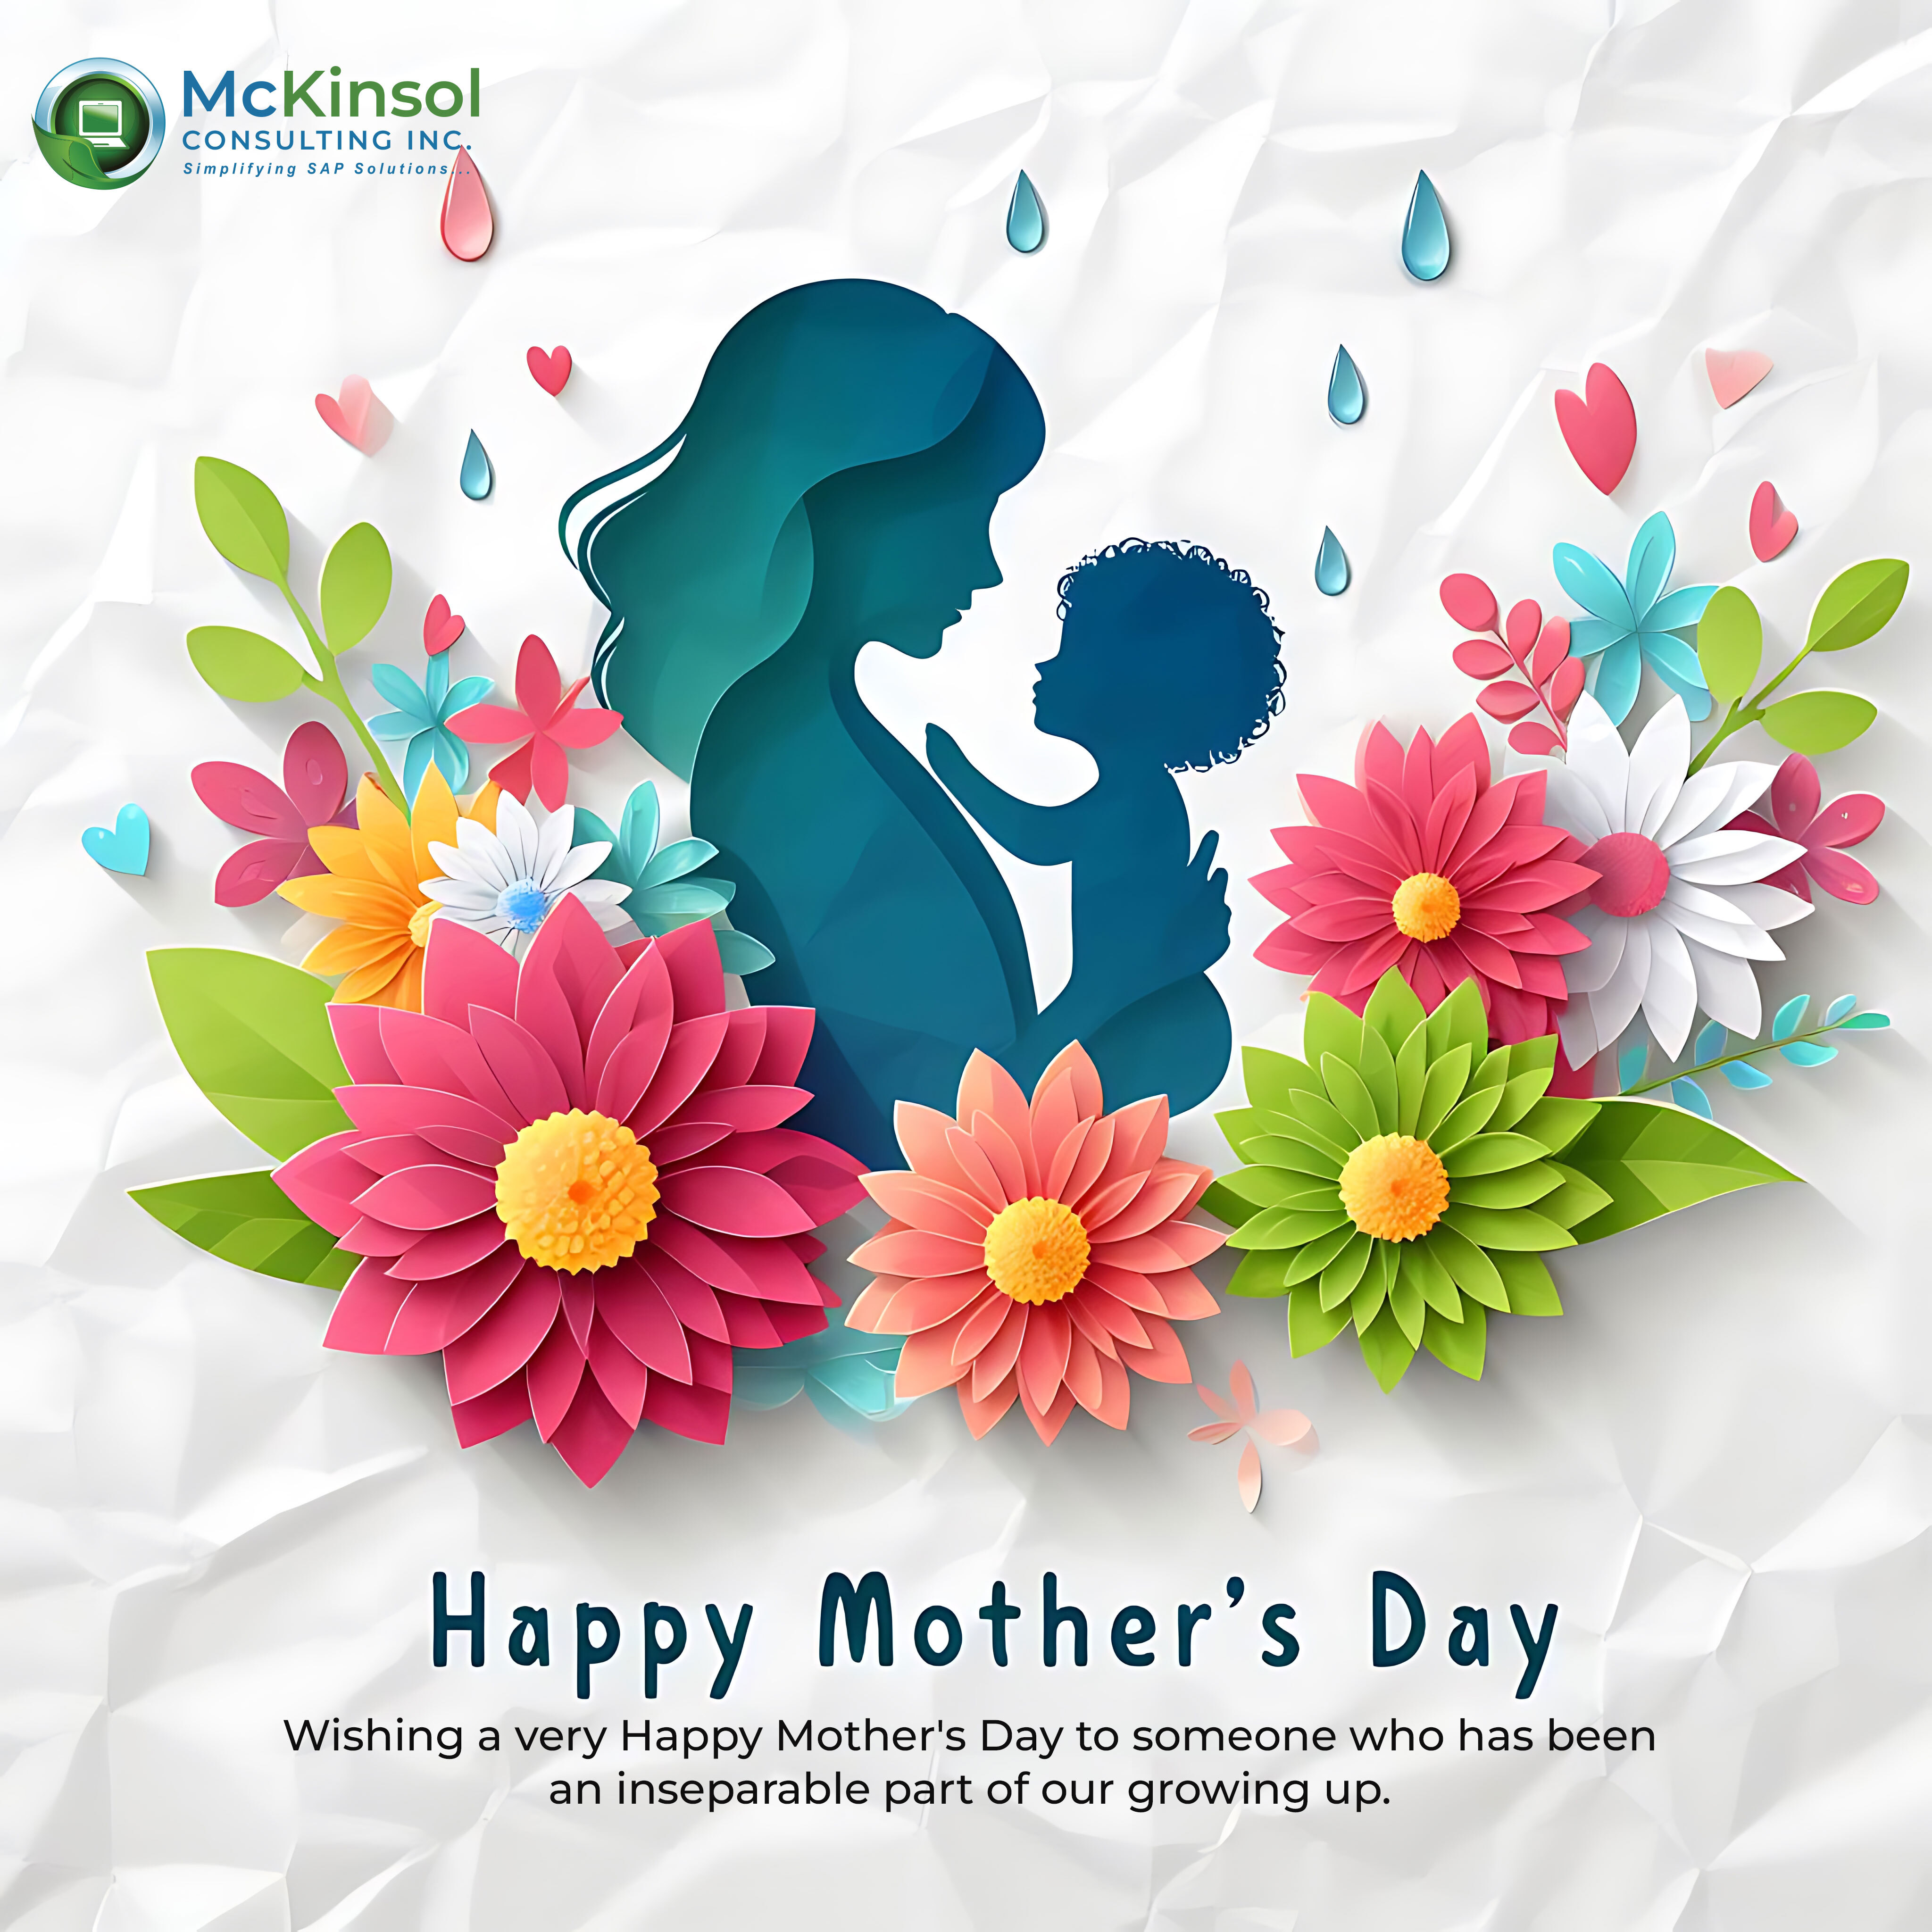 McKinsol
CONSULTING INC.
Simplifying SAP Solutions...
Happy Mother’s Day
Wishing a very Happy Mother's Day to someone who has been
an inseparable part of our growing up.